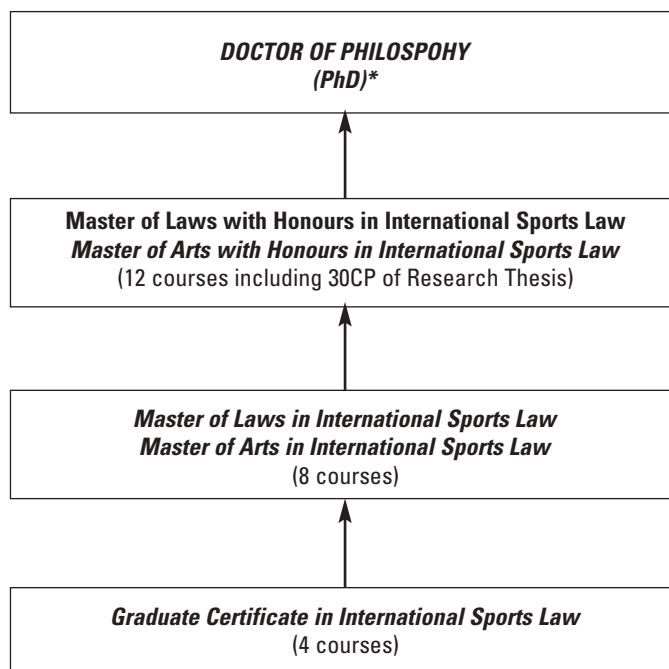 DOCTOR OF PHILOSPOHY
(PhD)*
Master of Laws with Honours in International Sports Law
Master of Arts with Honours in International Sports Law
(12 courses including 30CP of Research Thesis)
Master of Laws in International Sports Law
Master of Arts in International Sports Law
(8 courses)
Graduate Certificate in International Sports Law
(4 courses)